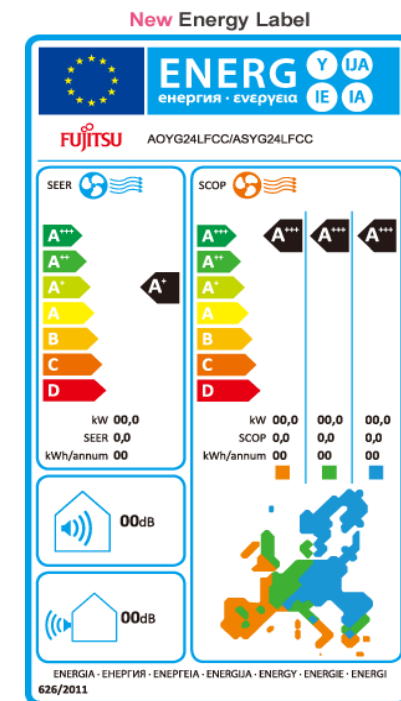 New Energy Label
ENERG Y IJA
енергия · ενεργεια IE IA
FUJITSU AOYG24LFCC/ASYG24LFCC
SEER
A+++
A++
A+
A
B
C
D
A+
kW 00,0
SEER 0,0
kWh/annum 00
SCOP
A+++
A++
A+
A
B
C
D
A+++ A+++ A+++
kW 00,0 00,0 00,0
SCOP 0,0 0,0 0,0
kWh/annum 00 00 00
00dB
00dB
ENERGIA · ЕНЕРГИЯ · ΕΝΕΡΓΕΙΑ · ENERGIJA · ENERGY · ENERGIE · ENERGI
626/2011